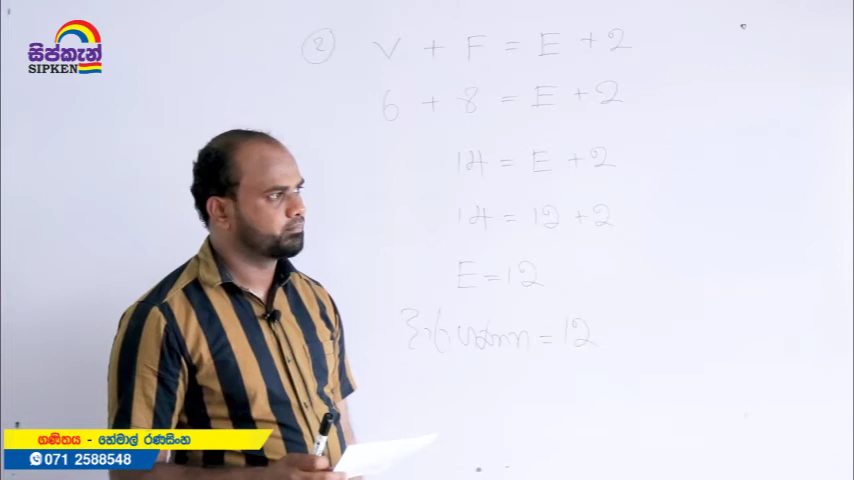 සිප්කැන්
SIPKEN
(2) V + F = E + 2
6 + 8 = E + 2
14 = E + 2
14 = 12 + 2
E = 12
දාර ගණන = 12
ගණිතය - හේමාල් රණසිංහ
071 2588548